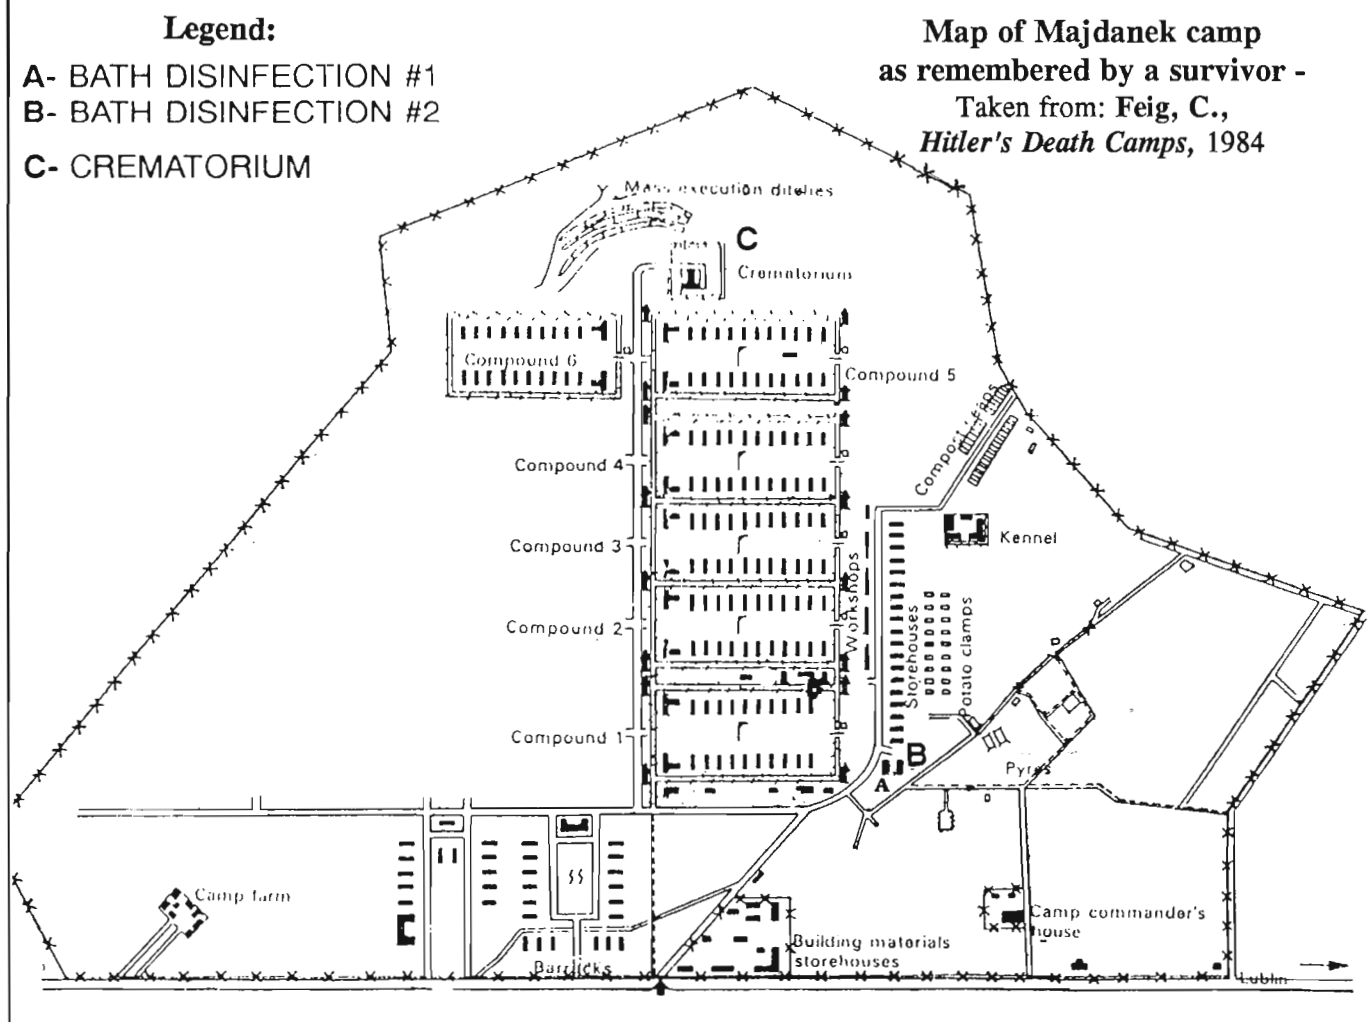 Legend:
A- BATH DISINFECTION #1
B- BATH DISINFECTION #2
C- CREMATORIUM
Map of Majdanek camp
as remembered by a survivor -
Taken from: Feig, C.,
Hitler's Death Camps, 1984
Mass execution ditches
C
Crematorium
Compound 6
Compound 5
Compost heaps
Compound 4
Kennel
Compound 3
Workshops
Storehouses
Potato clamps
Compound 2
Compound 1
B
A
Pyres
Camp farm
Camp commander's
house
Building materials
storehouses
Barracks
Lublin